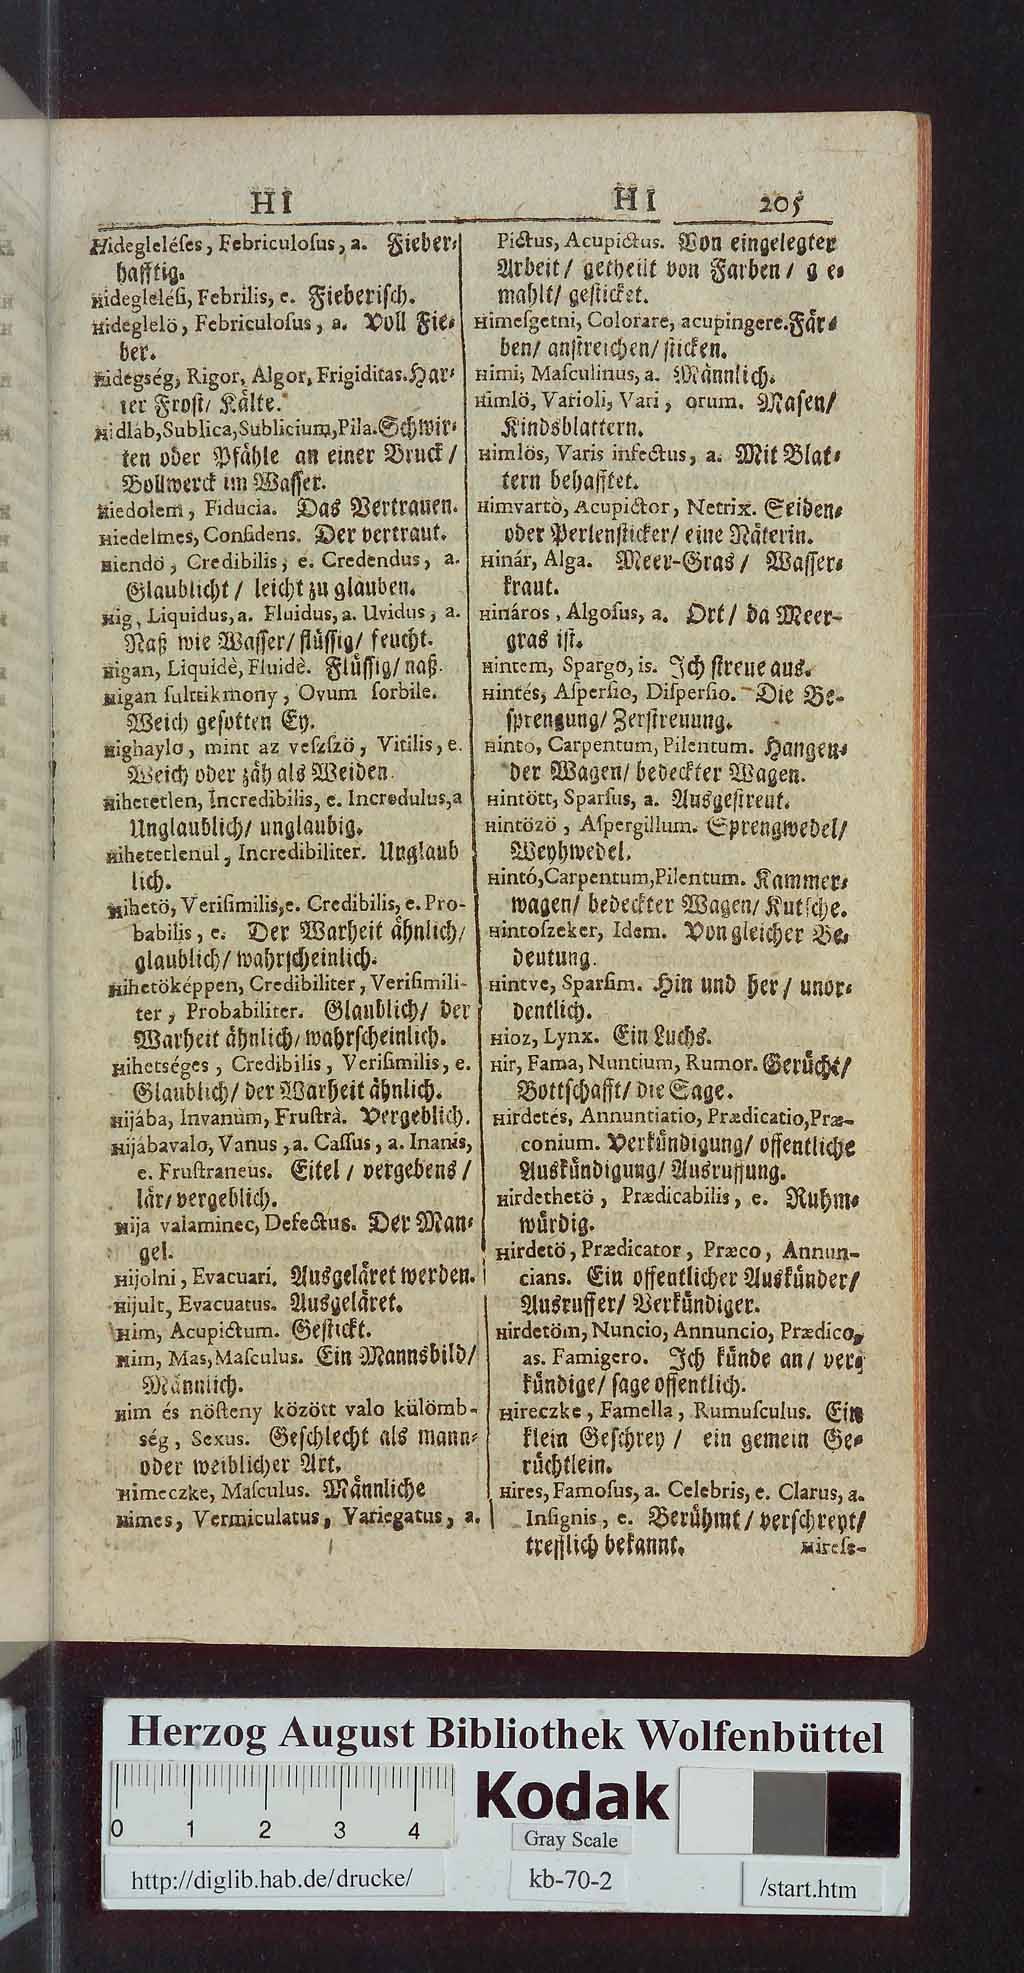 HI
Hidegleléſes, Febriculoſus, a. Fieber⸗
hafftig.
Hidegleléſi, Febrilis, e. Fieberiſch.
Hideglelö, Febriculoſus, a. Voll Fie⸗
ber.
Hidegség, Rigor, Algor, Frigiditas. Har⸗
ter Froſt/ Kälte.
Hidláb, Sublica, Sublicium, Pila. Schwir⸗
ten oder Pfähle an einer Bruck/
Bollwerck im Waſſer.
Hiedolem, Fiducia. Das Vertrauen.
Hiedelmes, Confidens. Der vertraut.
Hiendö, Credibilis, e. Credendus, a.
Glaublicht/ leicht zu glauben.
Hig, Liquidus, a. Fluidus, a. Uvidus, a.
Naß wie Waſſer/ flüſſig/ feucht.
Higan, Liquidè, Fluidè. Flüſſig/ naß.
Higan ſulttikmony, Ovum ſorbile.
Weich geſotten Ey.
Highaylo, mint az veſzſzö, Vitilis, e.
Weich oder zäh als Weiden.
Hihetetlen, Incredibilis, e. Incredulus, a
Unglaublich/ unglaubig.
Hihetetlenül, Incredibiliter. Unglaub
lich.
Hihetö, Veriſimilis, e. Credibilis, e. Pro-
babilis, e. Der Warheit ähnlich/
glaublich/ wahrſcheinlich.
Hihetöképpen, Credibiliter, Veriſimili-
ter, Probabiliter. Glaublich/ der
Warheit ähnlich/ wahrſcheinlich.
Hihetséges, Credibilis, Veriſimilis, e.
Glaublich/ der Warheit ähnlich.
Hijába, Invanùm, Fruſtrà. Vergeblich.
Hijábavalo, Vanus, a. Caſſus, a. Inanis,
e. Fruſtraneus. Eitel/ vergebens/
lär/ vergeblich.
Hija valaminec, Defectus. Der Man⸗
gel.
Hijolni, Evacuari. Ausgeläret werden.
Hijult, Evacuatus. Ausgeläret.
Him, Acupictum. Geſtickt.
Him, Mas, Maſculus. Ein Mannsbild/
Männlich.
Him és nöſteny között valo külömb-
ség, Sexus. Geſchlecht als mann⸗
oder weiblicher Art.
Himeczke, Maſculus. Männliche
Himes, Vermiculatus, Variegatus, a.
HI 205
Pictus, Acupictus. Von eingelegter
Arbeit/ getheilt von Farben/ g e⸗
mahlt/ geſticket.
Himeſgetni, Colorare, acupingere. Fär⸗
ben/ anſtreichen/ ſticken.
Himi, Maſculinus, a. Männlich.
Himlö, Varioli, Vari, orum. Maſen/
Kindsblattern.
Himlös, Varis infectus, a. Mit Blat⸗
tern behafftet.
Himvartò, Acupictor, Netrix. Seiden⸗
oder Perlenſticker/ eine Näterin.
Hinár, Alga. Meer-Gras/ Waſſer⸗
kraut.
Hináros, Algoſus, a. Ort/ da Meer-
gras iſt.
Hintem, Spargo, is. Ich ſtreue aus.
Hintés, Aſperſio, Diſperſio. Die Be-
ſprengung/ Zerſtreuung.
Hinto, Carpentum, Pilentum. Hangen⸗
der Wagen/ bedeckter Wagen.
Hintött, Sparſus, a. Ausgeſtreut.
Hintözö, Aſpergillum. Sprengwedel/
Weyhwedel.
Hintó, Carpentum, Pilentum. Kammer⸗
wagen/ bedeckter Wagen/ Kutſche.
Hintoſzeker, Idem. Von gleicher Be⸗
deutung.
Hintve, Sparſim. Hin und her/ unor⸗
dentlich.
Hioz, Lynx. Ein Luchs.
Hir, Fama, Nuntium, Rumor. Gerücht/
Bottſchafft/ die Sage.
Hirdetés, Annuntiatio, Prædicatio, Præ-
conium. Verkündigung/ offentliche
Auskündigung/ Ausruffung.
Hirdethetö, Prædicabilis, e. Ruhm⸗
würdig.
Hirdetö, Prædicator, Præco, Annun-
cians. Ein offentlicher Auskünder/
Ausruffer/ Verkündiger.
Hirdetöm, Nuncio, Annuncio, Prædico,
as. Famigero. Ich künde an/ ver⸗
kündige/ ſage offentlich.
Hireczke, Famella, Rumuſculus. Ein
klein Geſchrey/ ein gemein Ge⸗
rüchtlein.
Hires, Famoſus, a. Celebris, e. Clarus, a.
Inſignis, e. Berühmt/ verſchreyt/
trefflich bekannt.
Hireſs-
Herzog August Bibliothek Wolfenbüttel
0 1 2 3 4
Kodak
Gray Scale
http://diglib.hab.de/drucke/
kb-70-2
/start.htm